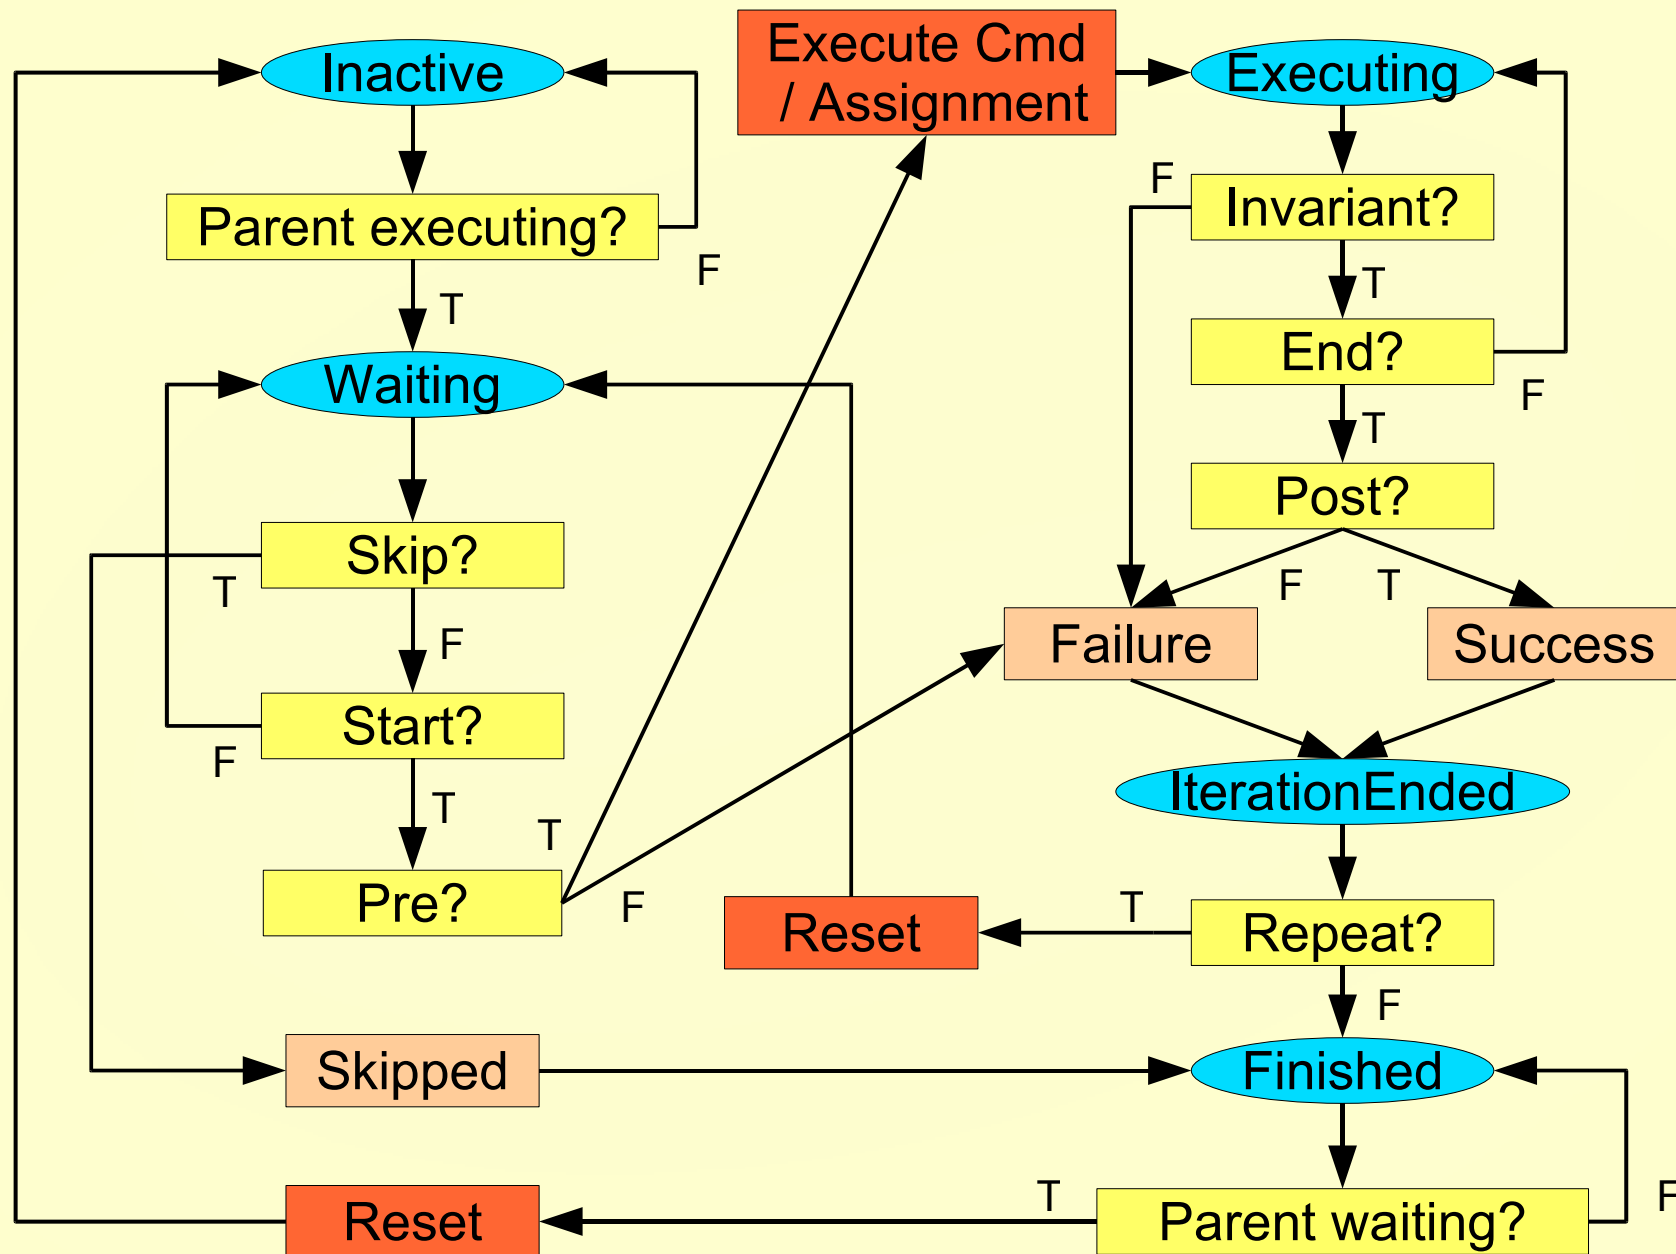 Inactive
Parent executing?
F
T
Waiting
Skip?
T
F
Start?
F
T
Pre?
T
F
Execute Cmd
/ Assignment
Executing
F
Invariant?
T
End?
F
T
Post?
F
T
Failure
Success
IterationEnded
Repeat?
T
Reset
F
Skipped
Finished
Reset
T
Parent waiting?
F